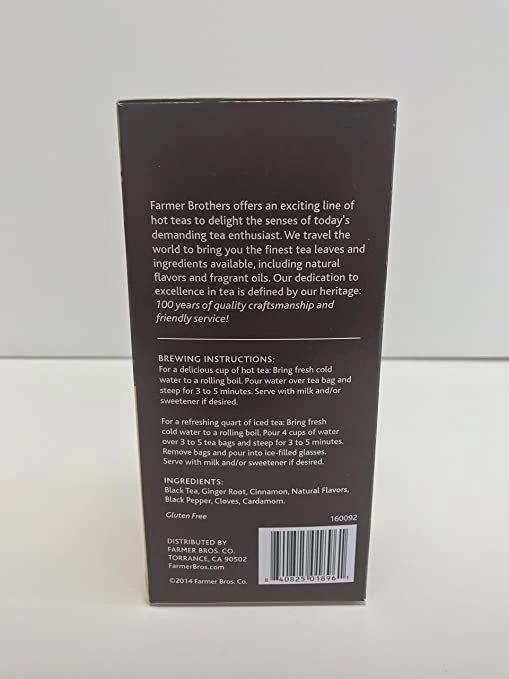 Farmer Brothers offers an exciting line of
hot teas to delight the senses of today's
demanding tea enthusiast. We travel the
world to bring you the finest tea leaves and
ingredients available, including natural
flavors and fragrant oils. Our dedication to
excellence in tea is defined by our heritage:
100 years of quality craftsmanship and
friendly service!
BREWING INSTRUCTIONS:
For a delicious cup of hot tea: Bring fresh cold
water to a rolling boil. Pour water over tea bag and
steep for 3 to 5 minutes. Serve with milk and/or
sweetener if desired.
For a refreshing quart of iced tea: Bring fresh
cold water to a rolling boil. Pour 4 cups of water
over 3 to 5 tea bags and steep for 3 to 5 minutes.
Remove bags and pour into ice-filled glasses.
Serve with milk and/or sweetener if desired.
INGREDIENTS:
Black Tea, Ginger Root, Cinnamon, Natural Flavors,
Black Pepper, Cloves, Cardamom.
Gluten Free
160092
DISTRIBUTED BY
FARMER BROS. CO.
TORRANCE, CA 90502
FarmerBros.com
©2014 Farmer Bros. Co.
8 40825 01896 1